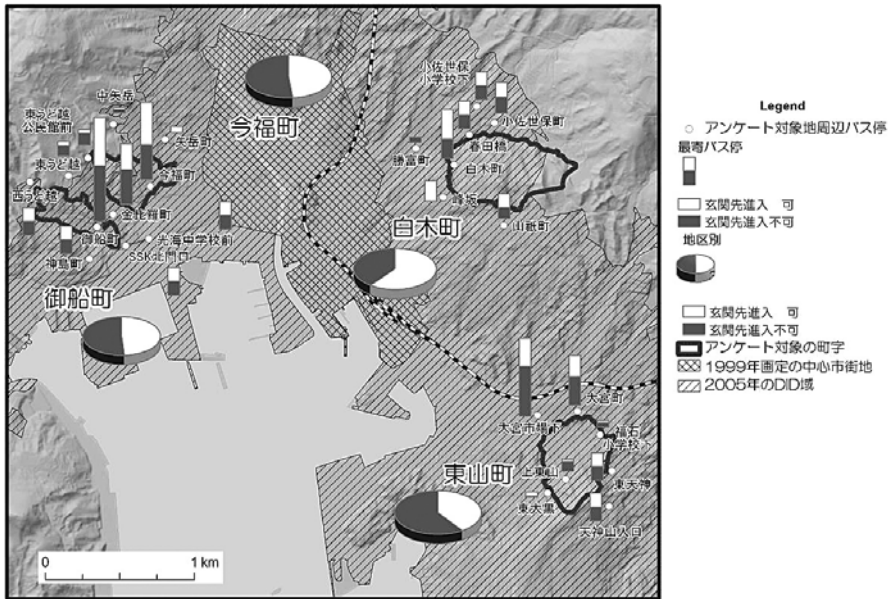 小佐世保
小学校下
小佐世保町
中矢岳
東うど越
公民館前
矢岳町
今福町
勝富町
春田橋
白木町
東うど越
今福町
西うど越
金比羅町
峰坂
山祇町
御船町
光海中学校前
白木町
神島町
SSK北門口
御船町
大宮町
大宮市場下
福石
小学校下
東山町
上東山
東天神
東大黒
天神山入口
0 1 km
Legend
アンケート対象地周辺バス停
最寄バス停
玄関先進入 可
玄関先進入不可
地区別
玄関先進入 可
玄関先進入不可
アンケート対象の町字
1999年画定の中心市街地
2005年のDID域